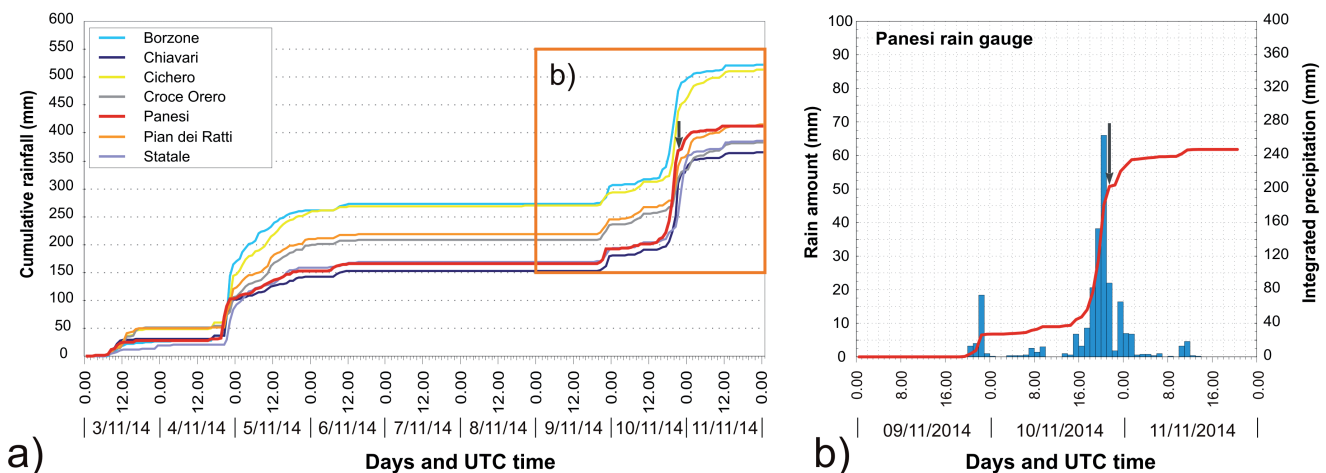 600
550
500
450
400
350
300
250
200
150
100
50
0
Cumulative rainfall (mm)
Borzone
Chiavari
Cichero
Croce Orero
Panesi
Pian dei Ratti
Statale
b)
0.00 12.00 0.00 12.00 0.00 12.00 0.00 12.00 0.00 12.00 0.00 12.00 0.00 12.00 0.00 12.00 0.00 12.00 0.00
3/11/14 4/11/14 5/11/14 6/11/14 7/11/14 8/11/14 9/11/14 10/11/14 11/11/14
Days and UTC time
a)
100
90
80
70
60
50
40
30
20
10
0
Rain amount (mm)
Panesi rain gauge
400
360
320
280
240
200
160
120
80
40
0
Integrated precipitation (mm)
0.00 8.00 16.00 0.00 8.00 16.00 0.00 8.00 16.00 0.00
09/11/2014 10/11/2014 11/11/2014
Days and UTC time
b)